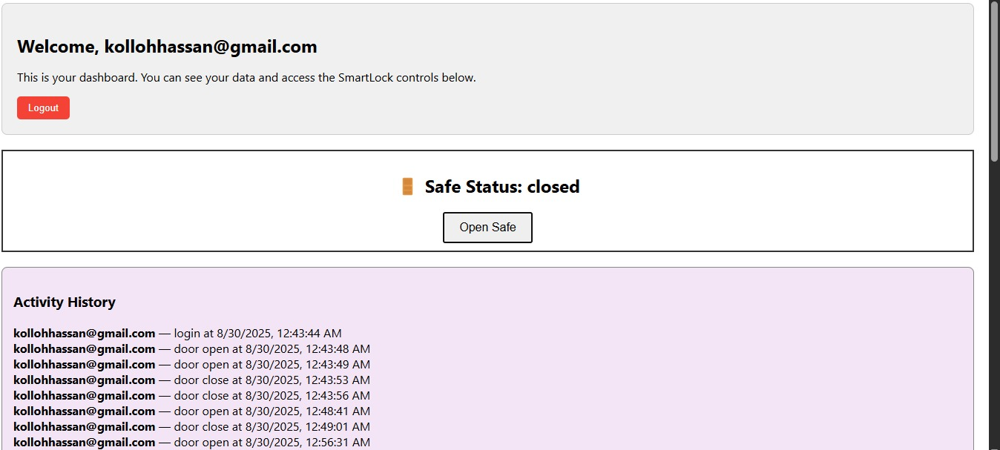 Welcome, kollohhassan@gmail.com
This is your dashboard. You can see your data and access the SmartLock controls below.
Logout
Safe Status: closed
Open Safe
Activity History
kollohhassan@gmail.com — login at 8/30/2025, 12:43:44 AM
kollohhassan@gmail.com — door open at 8/30/2025, 12:43:48 AM
kollohhassan@gmail.com — door open at 8/30/2025, 12:43:49 AM
kollohhassan@gmail.com — door close at 8/30/2025, 12:43:53 AM
kollohhassan@gmail.com — door close at 8/30/2025, 12:43:56 AM
kollohhassan@gmail.com — door open at 8/30/2025, 12:48:41 AM
kollohhassan@gmail.com — door close at 8/30/2025, 12:49:01 AM
kollohhassan@gmail.com — door open at 8/30/2025, 12:56:31 AM